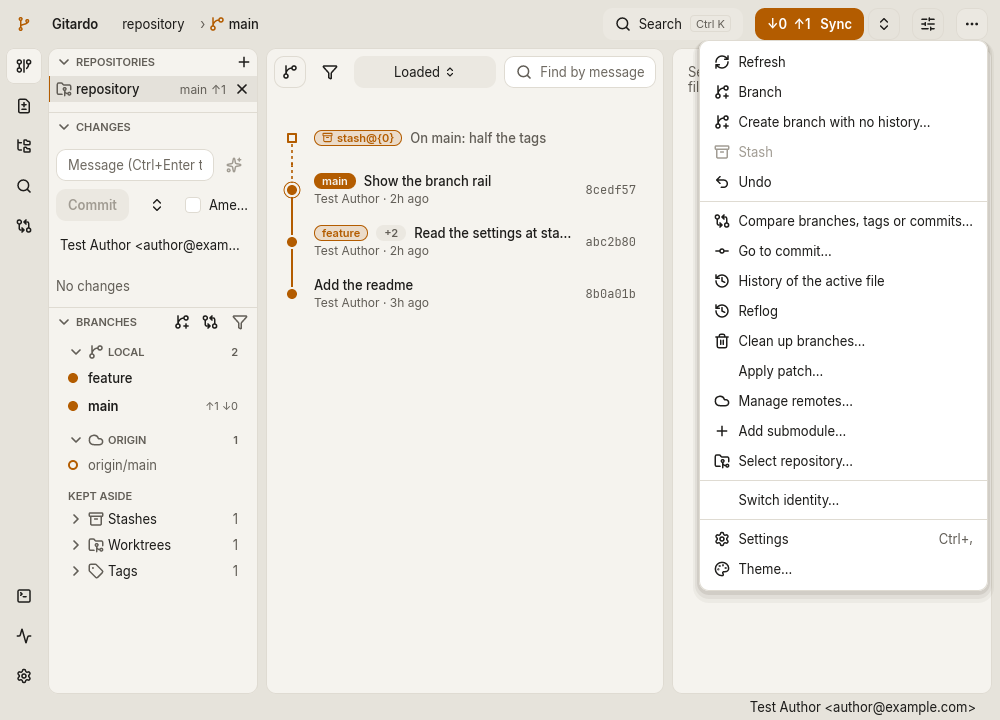 Gitardo repository › main Search Ctrl K ↓0 ↑1 Sync
REPOSITORIES
repository main ↑1
CHANGES
Message (Ctrl+Enter t
Commit Ame...
Test Author <author@exam...
No changes
BRANCHES
LOCAL 2
feature
main ↑1 ↓0
ORIGIN 1
origin/main
KEPT ASIDE
Stashes 1
Worktrees 1
Tags 1
Loaded Find by message
stash@{0} On main: half the tags
main Show the branch rail
Test Author · 2h ago 8cedf57
feature +2 Read the settings at sta...
Test Author · 2h ago abc2b80
Add the readme
Test Author · 3h ago 8b0a01b
Refresh
Branch
Create branch with no history...
Stash
Undo
Compare branches, tags or commits...
Go to commit...
History of the active file
Reflog
Clean up branches...
Apply patch...
Manage remotes...
Add submodule...
Select repository...
Switch identity...
Settings Ctrl+,
Theme...
Test Author <author@example.com>